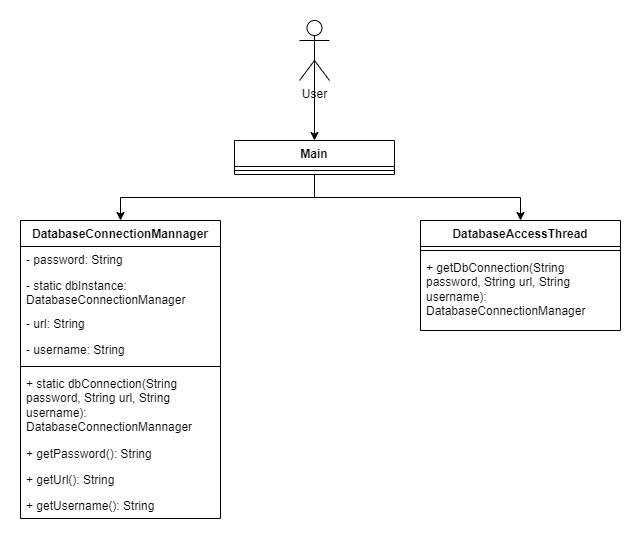 User
Main
DatabaseConnectionMannager
- password: String
- static dbInstance:
DatabaseConnectionManager
- url: String
- username: String
+ static dbConnection(String
password, String url, String
username):
DatabaseConnectionMannager
+ getPassword(): String
+ getUrl(): String
+ getUsername(): String
DatabaseAccessThread
+ getDbConnection(String
password, String url, String
username):
DatabaseConnectionManager